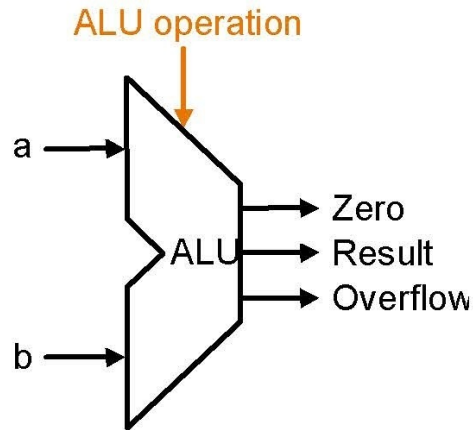 ALU operation
a
Zero
ALU
Result
Overflow
b